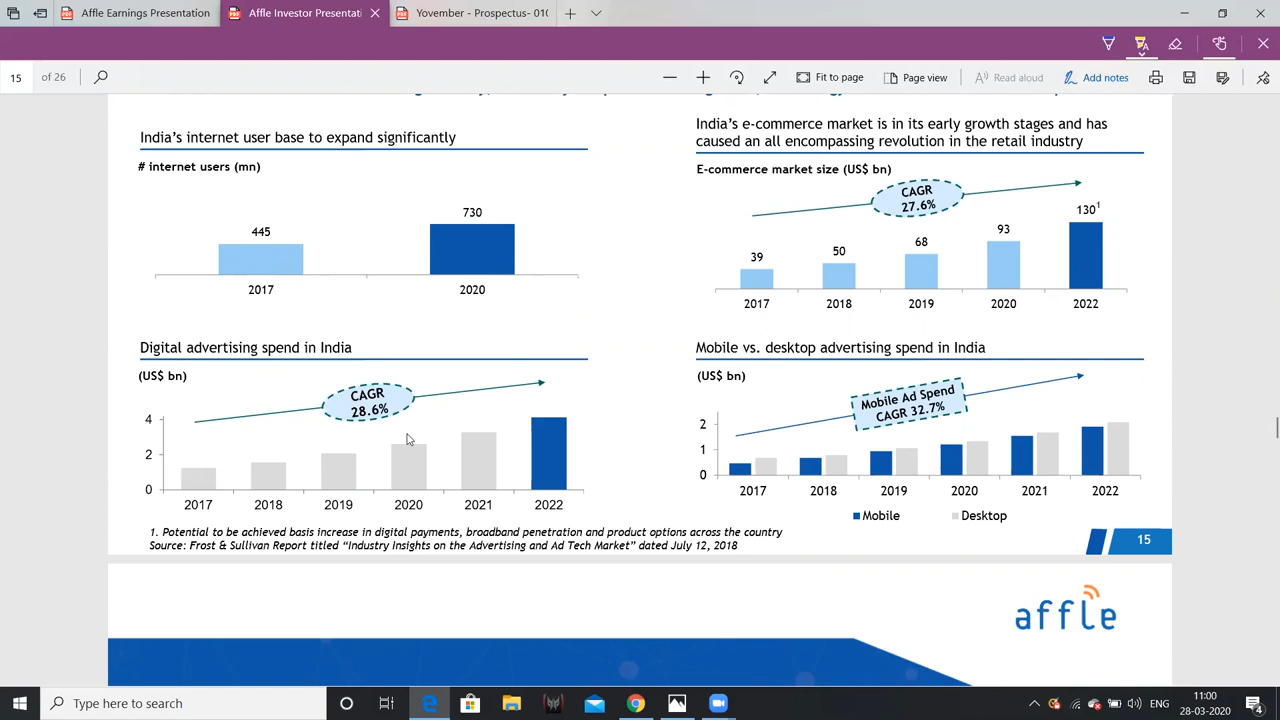 Affle Earnings Presentation
Affle Investor Presentati
Yovember - Prospectus- 010
15 of 26
Fit to page
Page view
Read aloud
Add notes
India's internet user base to expand significantly
# internet users (mn)
445
730
2017
2020
India's e-commerce market is in its early growth stages and has
caused an all encompassing revolution in the retail industry
E-commerce market size (US$ bn)
CAGR
27.6%
39
50
68
93
130¹
2017
2018
2019
2020
2022
Digital advertising spend in India
(US$ bn)
CAGR
28.6%
4
2
0
2017
2018
2019
2020
2021
2022
Mobile vs. desktop advertising spend in India
(US$ bn)
Mobile Ad Spend
CAGR 32.7%
2
1
0
2017
2018
2019
2020
2021
2022
Mobile
Desktop
1. Potential to be achieved basis increase in digital payments, broadband penetration and product options across the country
Source: Frost & Sullivan Report titled "Industry Insights on the Advertising and Ad Tech Market" dated July 12, 2018
15
affle
Type here to search
ENG
11:00
28-03-2020
4